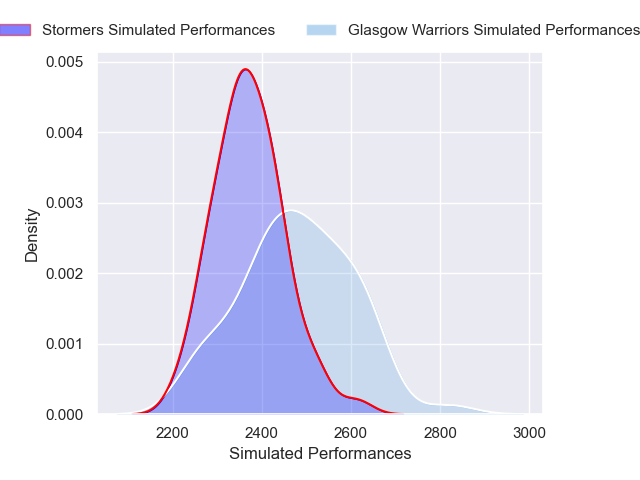 Stormers Simulated Performances Glasgow Warriors Simulated Performances
0.005
0.004
0.003
0.002
0.001
0.000
Density
2200 2400 2600 2800 3000
Simulated Performances